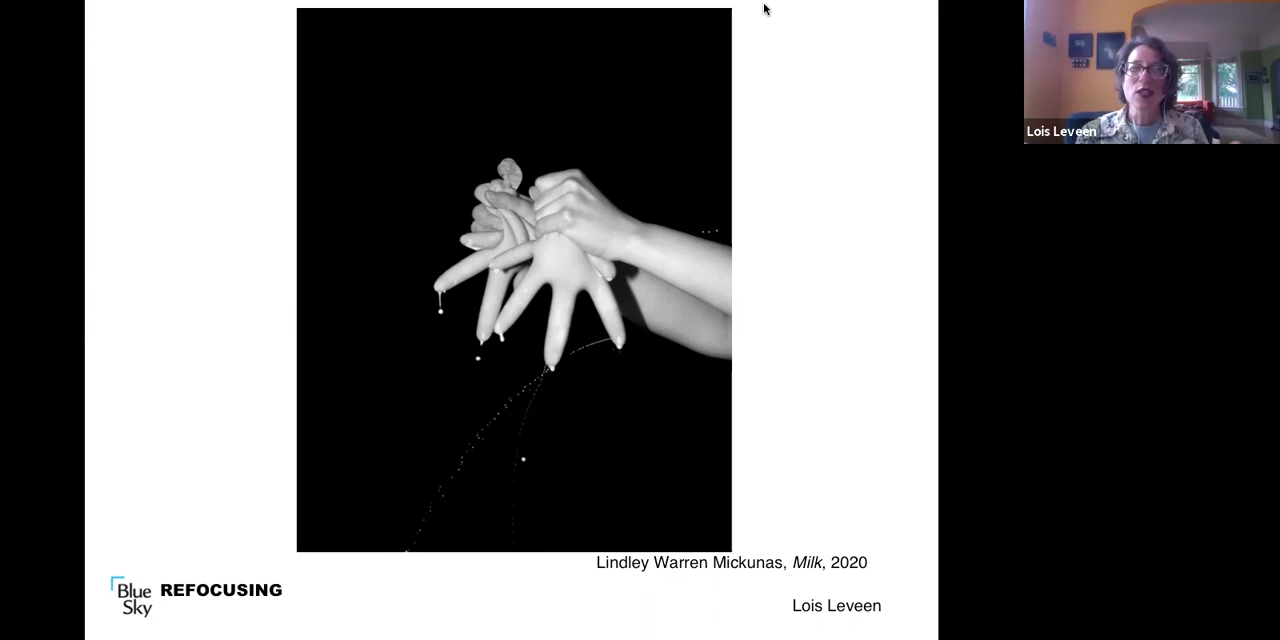 Lois Leveen
Lindley Warren Mickunas, Milk, 2020
Blue
Sky
REFOCUSING
Lois Leveen